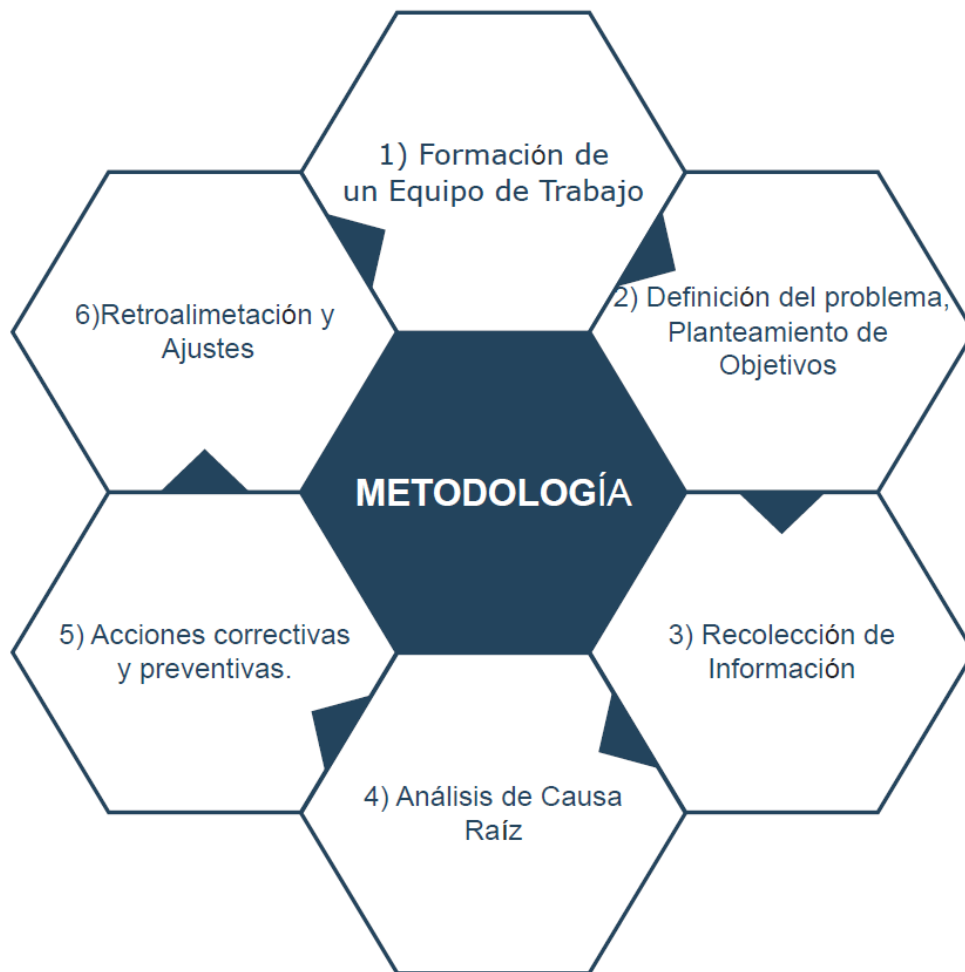 1) Formación de
un Equipo de Trabajo
2) Definición del problema,
Planteamiento de
Objetivos
3) Recolección de
Información
4) Análisis de Causa
Raíz
5) Acciones correctivas
y preventivas.
6)Retroalimetación y
Ajustes
METODOLOGÍA